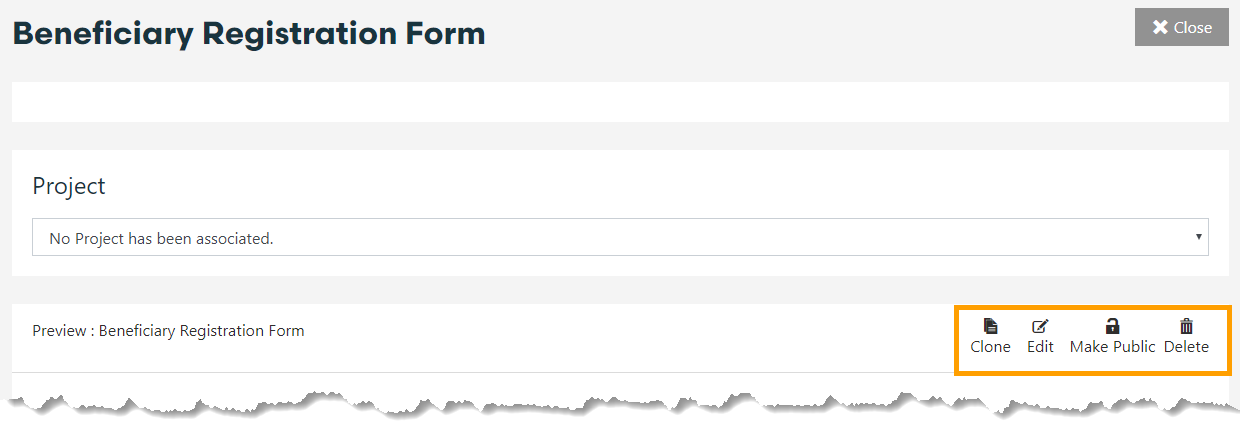 Beneficiary Registration Form
Close
Project
No Project has been associated.
Preview : Beneficiary Registration Form
Clone Edit Make Public Delete